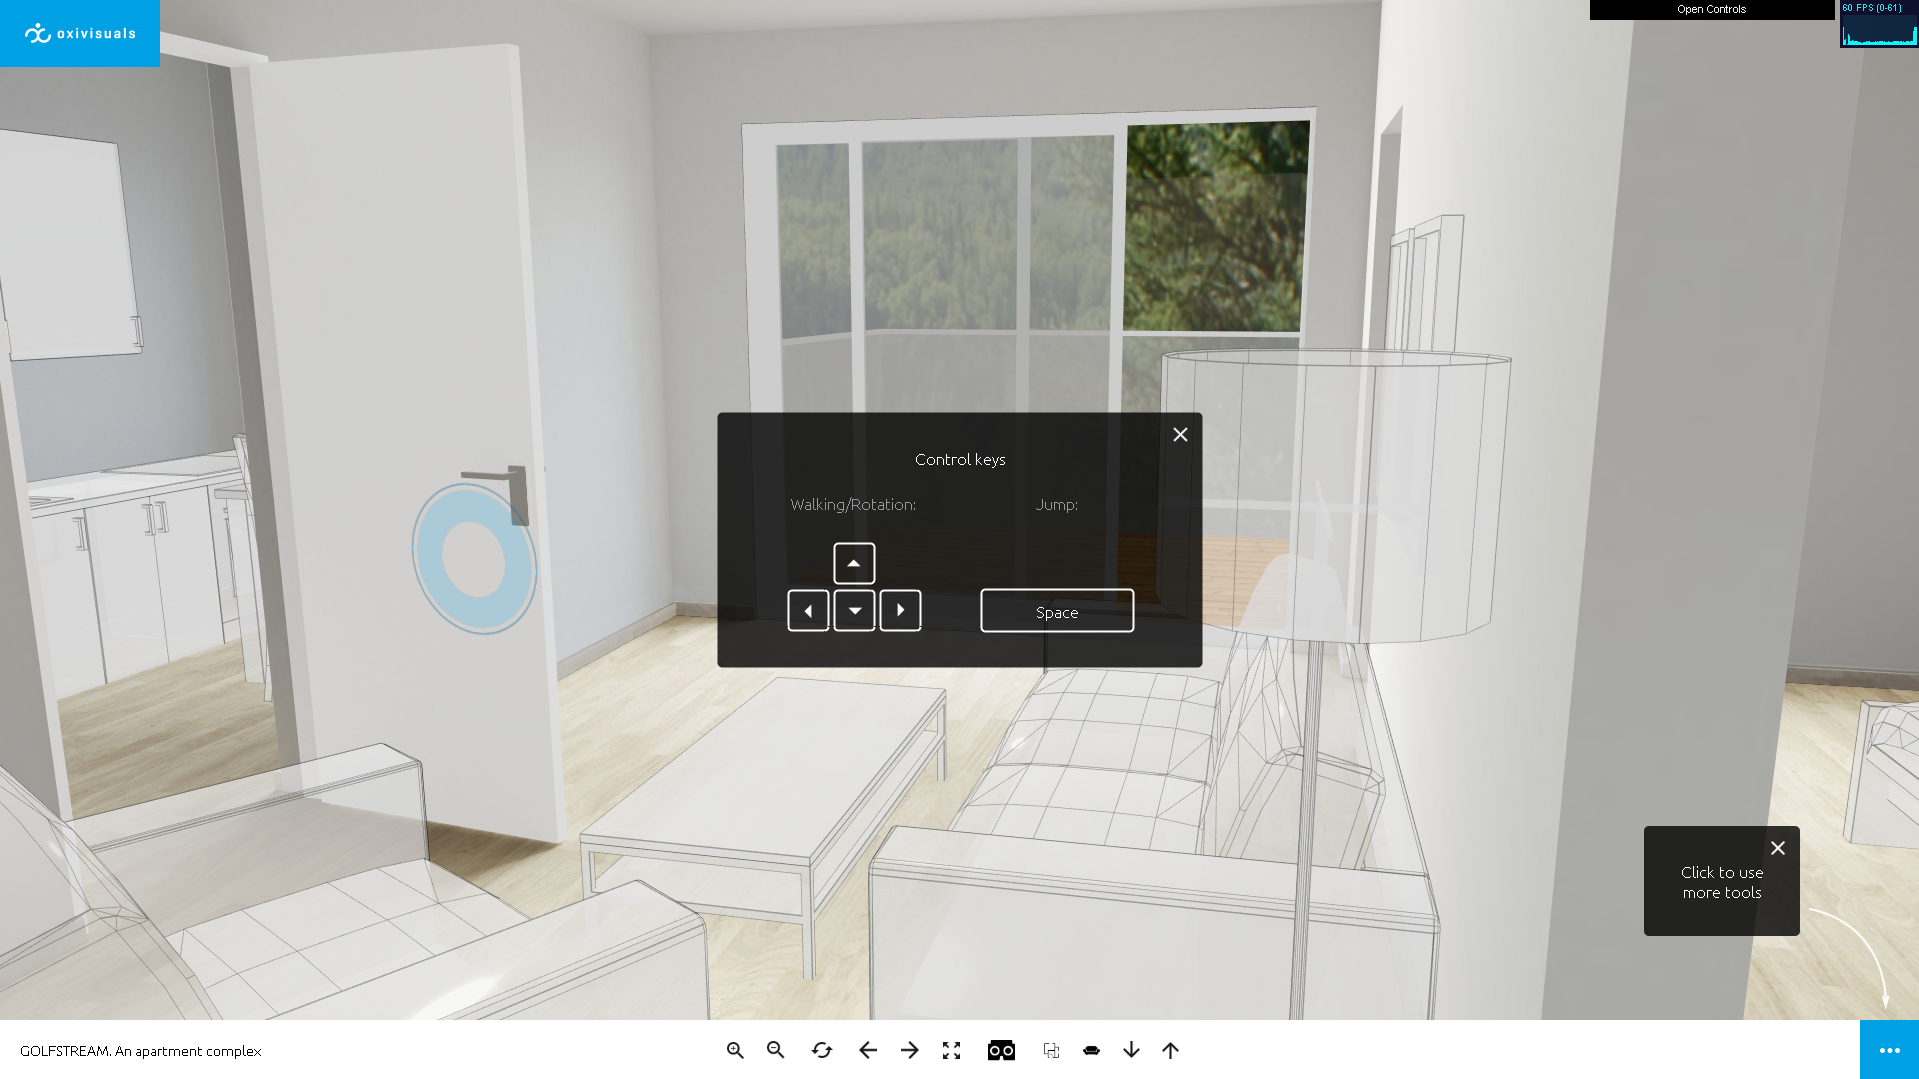 oxivisuals
Open Controls
60 FPS (0-61)
Control keys
Walking/Rotation:
Jump:
Space
Click to use
more tools
GOLFSTREAM. An apartment complex